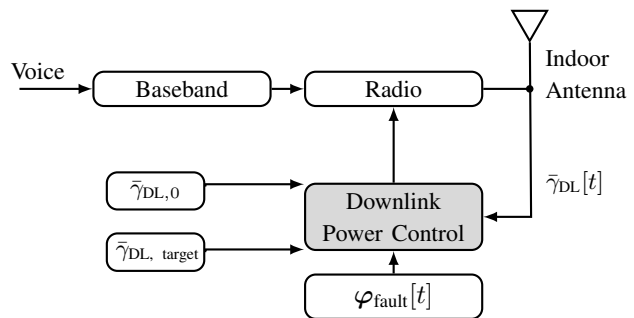 Voice
Baseband
Radio
Indoor
Antenna
γ̄DL,0
Downlink
Power Control
γ̄DL[t]
γ̄DL, target
φfault[t]